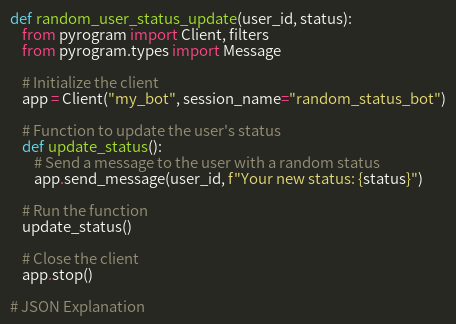 def random_user_status_update(user_id, status):
    from pyrogram import Client, filters
    from pyrogram.types import Message

    # Initialize the client
    app = Client("my_bot", session_name="random_status_bot")

    # Function to update the user's status
    def update_status():
        # Send a message to the user with a random status
        app.send_message(user_id, f"Your new status: {status}")

    # Run the function
    update_status()

    # Close the client
    app.stop()

# JSON Explanation